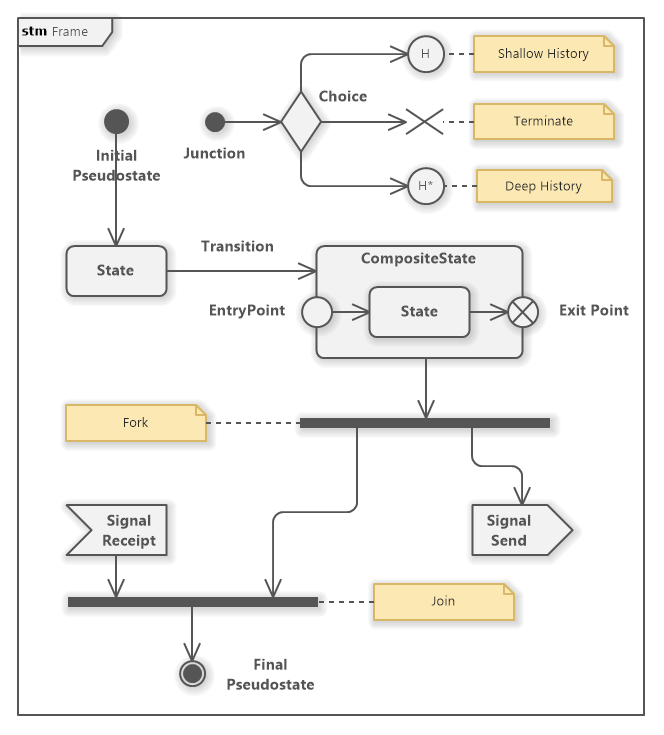 stm Frame
H
Shallow History
Choice
Terminate
Initial
Pseudostate
Junction
H*
Deep History
Transition
State
CompositeState
EntryPoint
State
Exit Point
Fork
Signal
Receipt
Signal
Send
Join
Final
Pseudostate